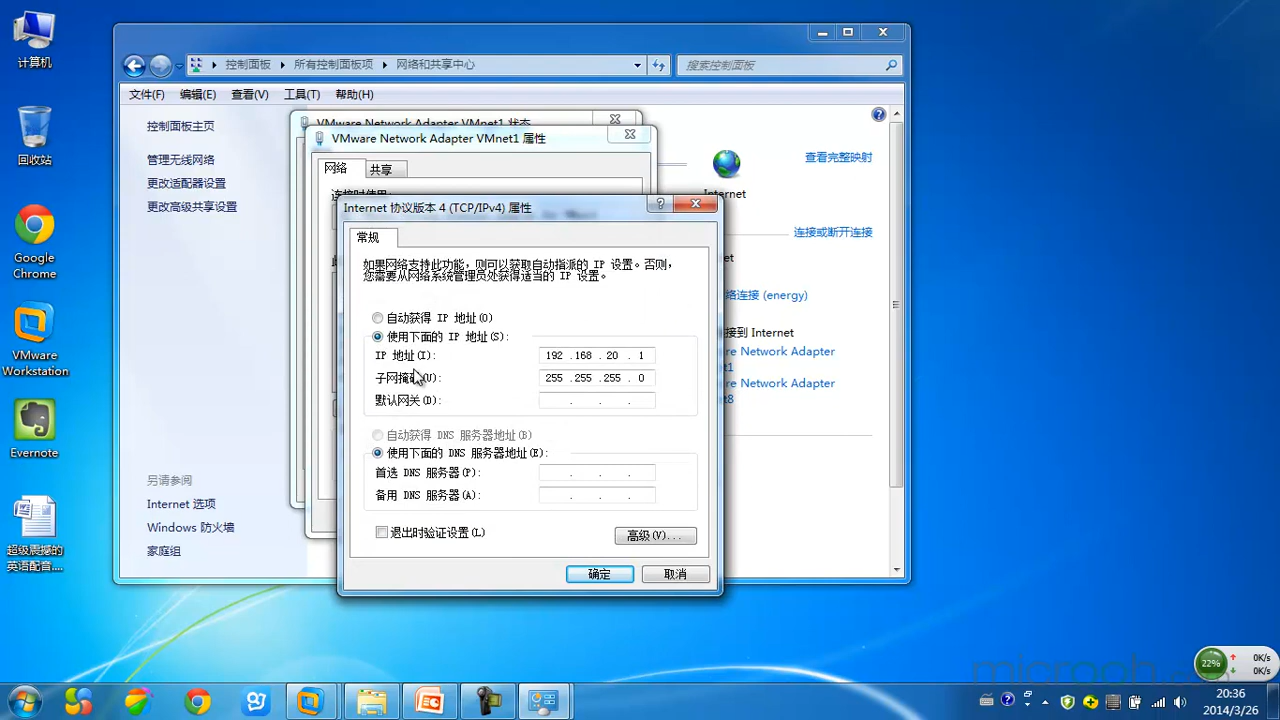 计算机
回收站
Google
Chrome
VMware
Workstation
Evernote
超级震撼的
英语配音....
控制面板
所有控制面板项
网络和共享中心
搜索控制面板
文件(F)
编辑(E)
查看(V)
工具(T)
帮助(H)
控制面板主页
管理无线网络
更改适配器设置
更改高级共享设置
另请参阅
Internet 选项
Windows 防火墙
家庭组
查看完整映射
Internet
连接或断开连接
络连接 (energy)
接到 Internet
re Network Adapter
re Network Adapter
VMware Network Adapter VMnet1 状态
VMware Network Adapter VMnet1 属性
网络
共享
连接时使用:
Internet 协议版本 4 (TCP/IPv4) 属性
常规
如果网络支持此功能，则可以获取自动指派的 IP 设置。否则，
您需要从网络系统管理员处获得适当的 IP 设置。
自动获得 IP 地址(O)
使用下面的 IP 地址(S):
IP 地址(I):
192 .168 .20 .1
子网掩码(U):
255 .255 .255 .0
默认网关(D):
自动获得 DNS 服务器地址(B)
使用下面的 DNS 服务器地址(E):
首选 DNS 服务器(P):
备用 DNS 服务器(A):
退出时验证设置(L)
高级(V)...
确定
取消
22%
0K/s
0K/s
20:36
2014/3/26